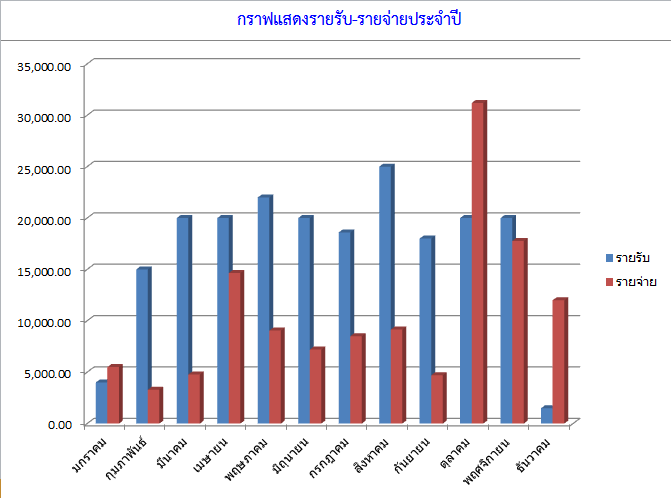 กราฟแสดงรายรับ-รายจ่ายประจำปี
35,000.00
30,000.00
25,000.00
20,000.00
15,000.00
10,000.00
5,000.00
0.00
มกราคม
กุมภาพันธ์
มีนาคม
เมษายน
พฤษภาคม
มิถุนายน
กรกฎาคม
สิงหาคม
กันยายน
ตุลาคม
พฤศจิกายน
ธันวาคม
รายรับ
รายจ่าย